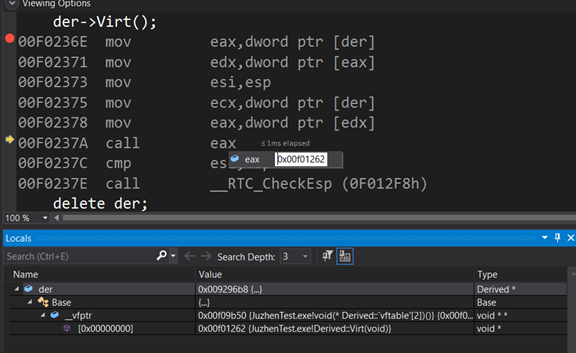 Viewing Options
der->Virt();
00F0236E mov eax,dword ptr [der]
00F02371 mov edx,dword ptr [eax]
00F02373 mov esi,esp
00F02375 mov ecx,dword ptr [der]
00F02378 mov eax,dword ptr [edx]
00F0237A call eax ≤ 1ms elapsed
eax 0x00f01262
00F0237C cmp
00F0237E call __RTC_CheckEsp (0F012F8h)
delete der;
100 %
Locals
Search (Ctrl+E) Search Depth: 3
Name Value Type
der 0x009296b8 {...} Derived *
Base {...} Base
__vfptr 0x00f09b50 {JuzhenTest.exe!void(* Derived::`vftable'[2])()} {0x00f0... void * *
[0x00000000] 0x00f01262 {JuzhenTest.exe!Derived::Virt(void)} void *